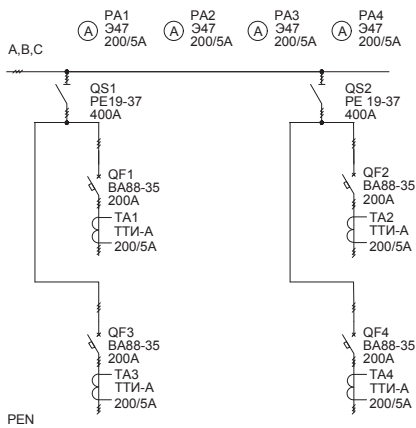 PA1
Э47
200/5A
PA2
Э47
200/5A
PA3
Э47
200/5A
PA4
Э47
200/5A
A
A
A
A
A,B,C
QS1
PE19-37
400A
QS2
PE 19-37
400A
QF1
BA88-35
200A
TA1
ТТИ-А
200/5A
QF2
BA88-35
200A
TA2
ТТИ-А
200/5A
QF3
BA88-35
200A
TA3
ТТИ-А
200/5A
QF4
BA88-35
200A
TA4
ТТИ-А
200/5A
PEN